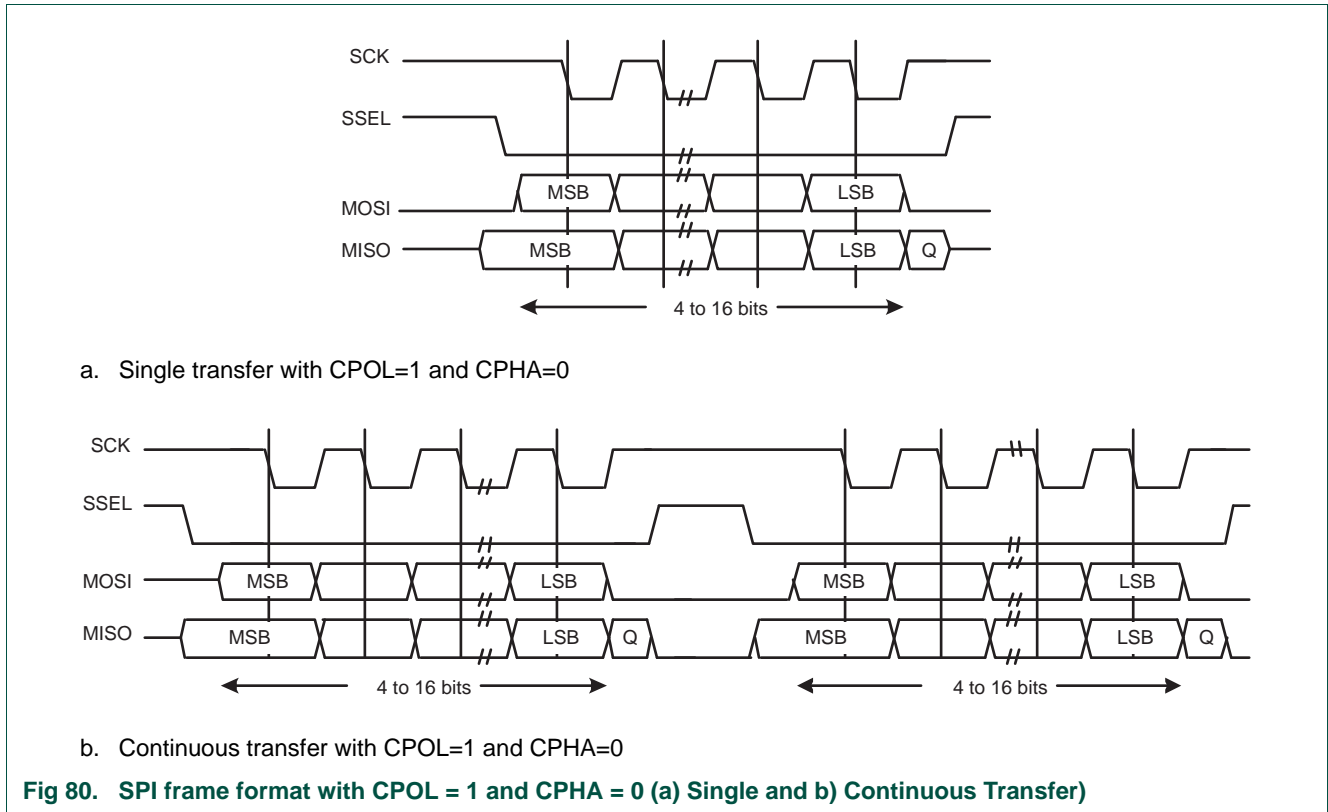 SCK
SSEL
MOSI MSB LSB
MISO MSB LSB Q
4 to 16 bits
a. Single transfer with CPOL=1 and CPHA=0
SCK
SSEL
MOSI MSB LSB MSB LSB
MISO MSB LSB Q MSB LSB Q
4 to 16 bits 4 to 16 bits
b. Continuous transfer with CPOL=1 and CPHA=0
Fig 80. SPI frame format with CPOL = 1 and CPHA = 0 (a) Single and b) Continuous Transfer)